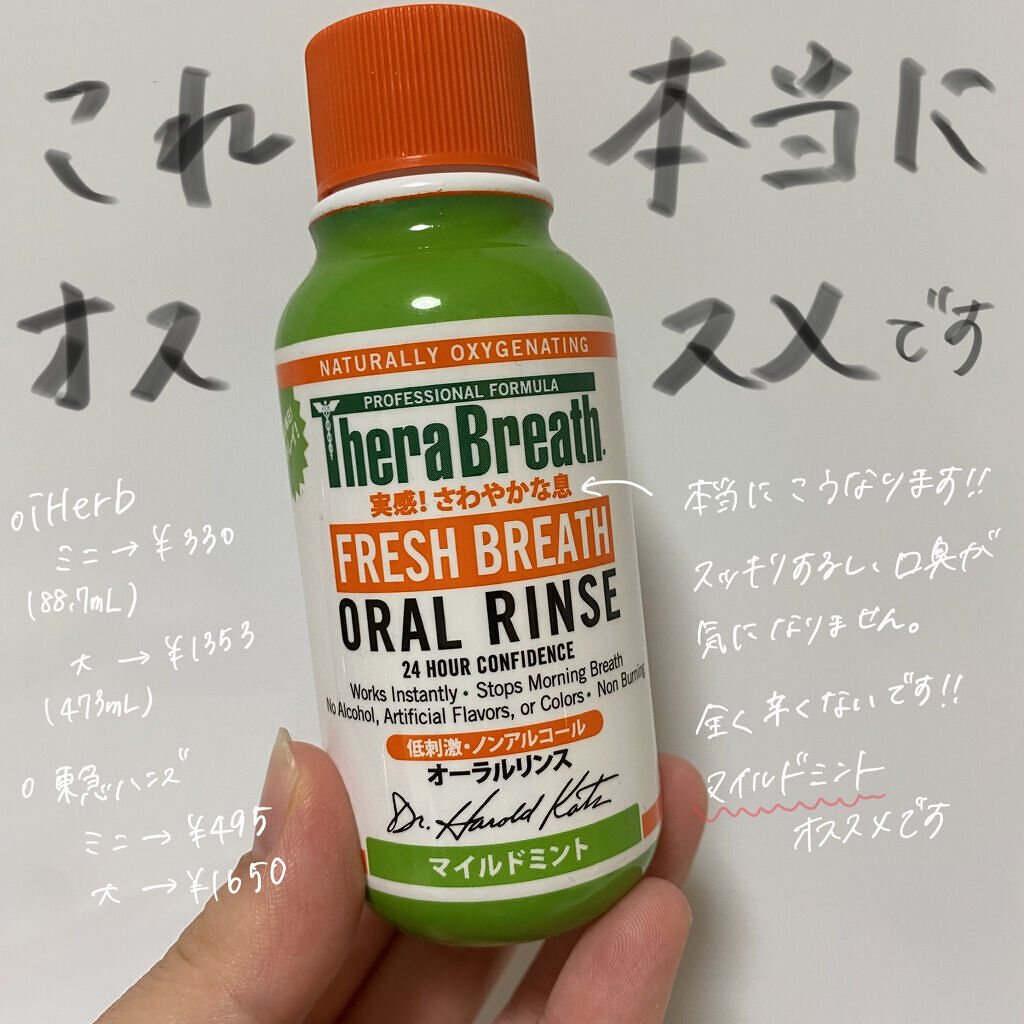 これ 本当に
オス スメです
NATURALLY OXYGENATING
PROFESSIONAL FORMULA
TheraBreath
実感! さわやかな息
FRESH BREATH
ORAL RINSE
24 HOUR CONFIDENCE
Works Instantly・Stops Morning Breath
No Alcohol, Artificial Flavors, or Colors・Non Burning
低刺激・ノンアルコール
オーラルリンス
Dr. Harold Katz
マイルドミント
○iHerb
ミニ→¥330
(88.7mL)
大→¥1353
(473mL)
○東急ハンズ
ミニ→¥495
大→¥1650
←本当にこうなります!!
スッキリするし、口臭が
気になりません。
全く辛くないです!!
マイルドミント
オススメです